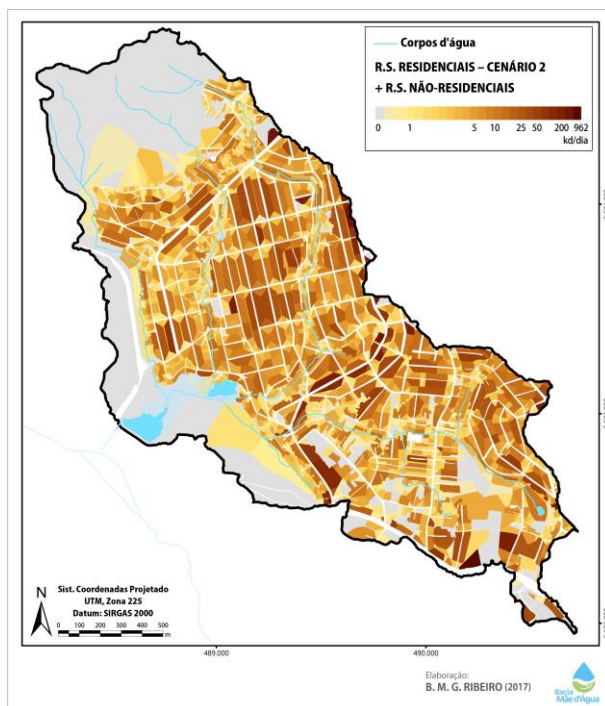 Corpos d'água
R.S. RESIDENCIAIS – CENÁRIO 2
+ R.S. NÃO-RESIDENCIAIS
0 1 5 10 25 50 200 962
kd/dia
N
Sist. Coordenadas Projetado
UTM, Zona 22S
Datum: SIRGAS 2000
0 100 200 300 400 500
m
489.000 490.000
Elaboração:
B. M. G. RIBEIRO (2017)
Bacia
Mãe d'Água